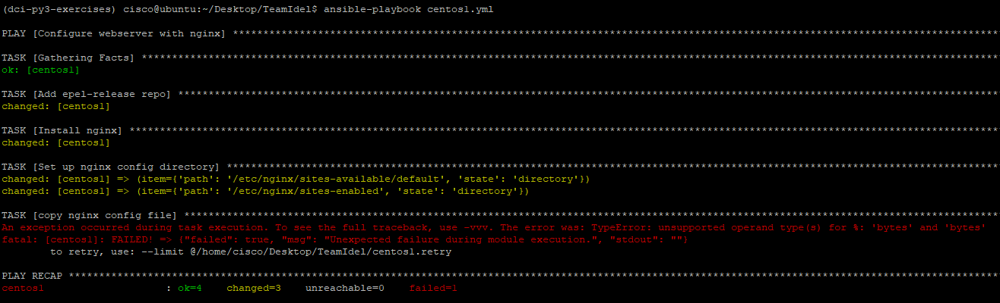 (dci-py3-exercises) cisco@ubuntu:~/Desktop/TeamIdel$ ansible-playbook centos1.yml
PLAY [Configure webserver with nginx] ******************************************************************************************************************************
TASK [Gathering Facts] *********************************************************************************************************************************************
ok: [centos1]
TASK [Add epel-release repo] ***************************************************************************************************************************************
changed: [centos1]
TASK [Install nginx] ***********************************************************************************************************************************************
changed: [centos1]
TASK [Set up nginx config directory] *******************************************************************************************************************************
changed: [centos1] => (item={'path': '/etc/nginx/sites-available/default', 'state': 'directory'})
changed: [centos1] => (item={'path': '/etc/nginx/sites-enabled', 'state': 'directory'})
TASK [copy nginx config file] **************************************************************************************************************************************
An exception occurred during task execution. To see the full traceback, use -vvv. The error was: TypeError: unsupported operand type(s) for %: 'bytes' and 'bytes'
fatal: [centos1]: FAILED! => {"failed": true, "msg": "Unexpected failure during module execution.", "stdout": ""}
to retry, use: --limit @/home/cisco/Desktop/TeamIdel/centos1.retry
PLAY RECAP *********************************************************************************************************************************************************
centos1 : ok=4 changed=3 unreachable=0 failed=1